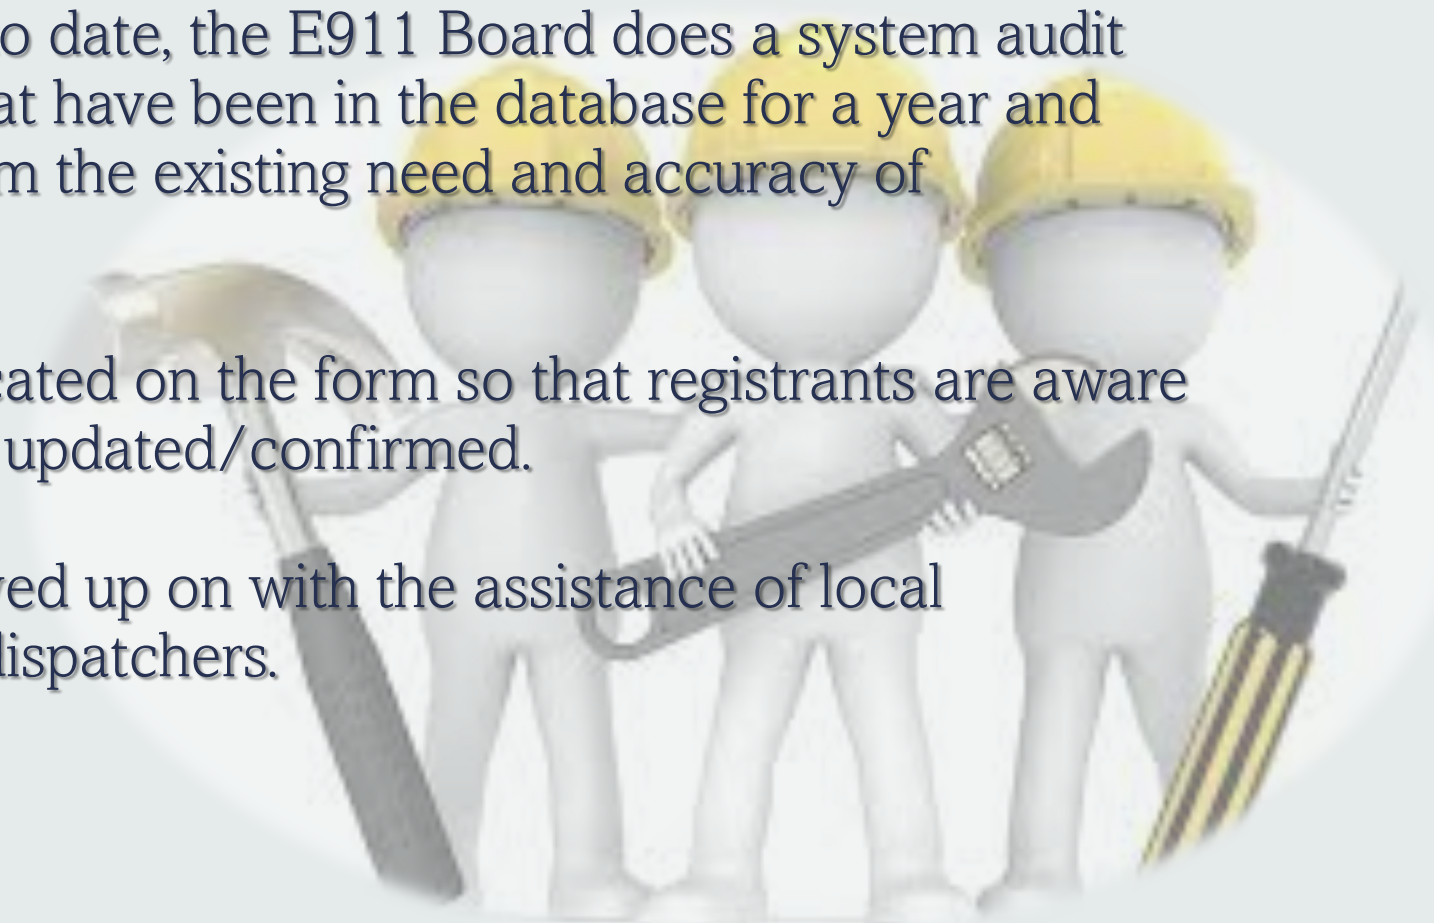 o date, the E911 Board does a system audit
at have been in the database for a year and
m the existing need and accuracy of
cated on the form so that registrants are aware
updated/confirmed.
ved up on with the assistance of local
dispatchers.